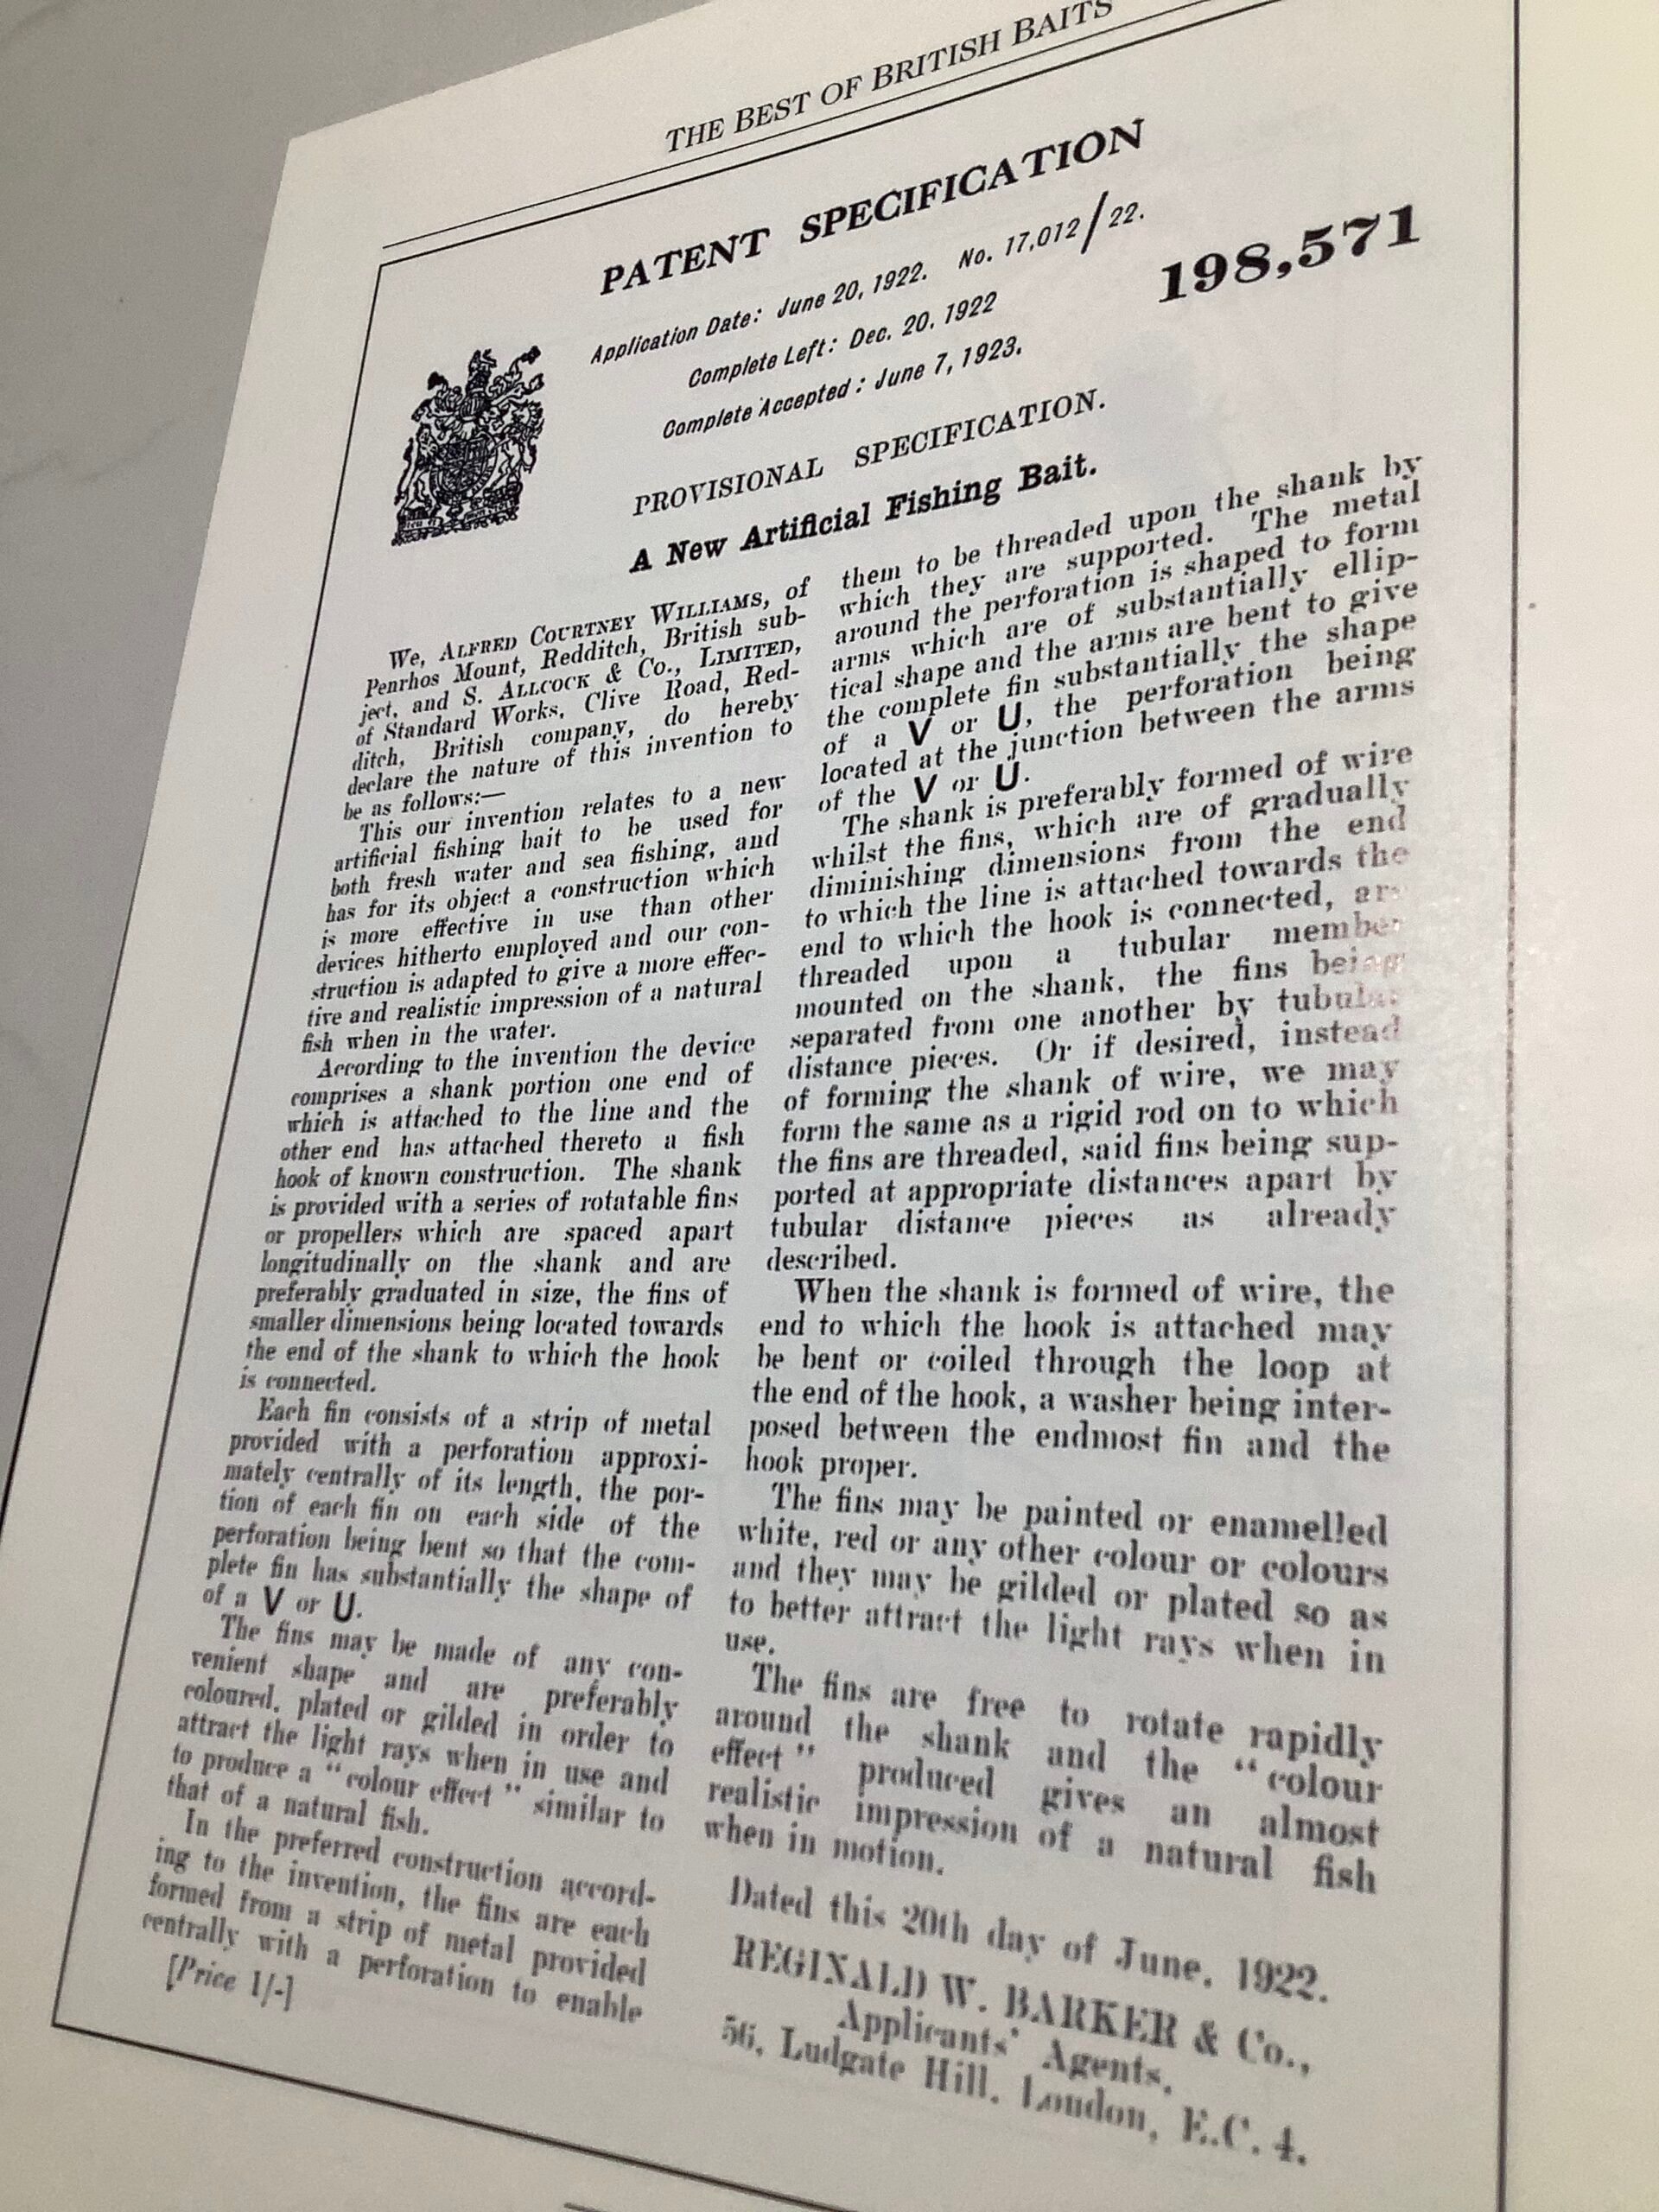 THE BEST OF BRITISH BAITS
PATENT SPECIFICATION
Application Date: June 20, 1922. No. 17,012/22.
198,571
Complete Left: Dec. 20, 1922
Complete Accepted: June 7, 1923.
PROVISIONAL SPECIFICATION.
A New Artificial Fishing Bait.
We, ALFRED COURTNEY WILLIAMS, of
Penrhos Mount, Redditch, British sub-
ject, and S. ALLCOCK & Co., LIMITED,
of Standard Works, Clive Road, Red-
ditch, British company, do hereby
declare the nature of this invention to
be as follows:—
This our invention relates to a new
artificial fishing bait to be used for
both fresh water and sea fishing, and
has for its object a construction which
is more effective in use than other
devices hitherto employed and our con-
struction is adapted to give a more effec-
tive and realistic impression of a natural
fish when in the water.
According to the invention the device
comprises a shank portion one end of
which is attached to the line and the
other end has attached thereto a fish
hook of known construction. The shank
is provided with a series of rotatable fins
or propellers which are spaced apart
longitudinally on the shank and are
preferably graduated in size, the fins of
smaller dimensions being located towards
the end of the shank to which the hook
is connected.
Each fin consists of a strip of metal
provided with a perforation approxi-
mately centrally of its length, the por-
tion of each fin on each side of the
perforation being bent so that the com-
plete fin has substantially the shape of
of a V or U.
The fins may be made of any con-
venient shape and are preferably
coloured, plated or gilded in order to
attract the light rays when in use and
to produce a "colour effect" similar to
that of a natural fish.
In the preferred construction accord-
ing to the invention, the fins are each
formed from a strip of metal provided
centrally with a perforation to enable
[Price 1/-]
them to be threaded upon the shank by
which they are supported. The metal
around the perforation is shaped to form
arms which are of substantially ellip-
tical shape and the arms are bent to give
the complete fin substantially the shape
of a V or U, the perforation being
located at the junction between the arms
of the V or U.
The shank is preferably formed of wire
whilst the fins, which are of gradually
diminishing dimensions from the end
to which the line is attached towards the
end to which the hook is connected, are
threaded upon a tubular member
mounted on the shank, the fins being
separated from one another by tubular
distance pieces. Or if desired, instead
of forming the shank of wire, we may
form the same as a rigid rod on to which
the fins are threaded, said fins being sup-
ported at appropriate distances apart by
tubular distance pieces as already
described.
When the shank is formed of wire, the
end to which the hook is attached may
be bent or coiled through the loop at
the end of the hook, a washer being inter-
posed between the endmost fin and the
hook proper.
The fins may be painted or enamelled
white, red or any other colour or colours
and they may be gilded or plated so as
to better attract the light rays when in
use.
The fins are free to rotate rapidly
around the shank and the "colour
effect" produced gives an almost
realistic impression of a natural fish
when in motion.
Dated this 20th day of June, 1922.
REGINALD W. BARKER & Co.,
Applicants' Agents,
56, Ludgate Hill, London, E.C. 4.